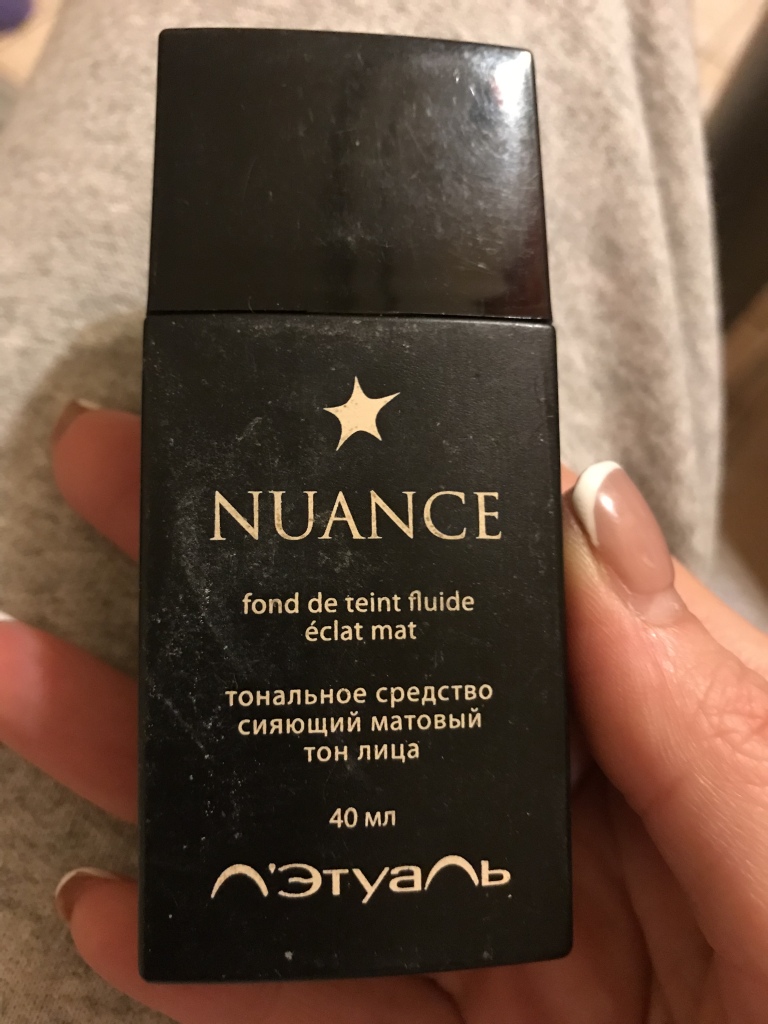 NUANCE
fond de teint fluide
éclat mat
тональное средство
сияющий матовый
тон лица
40 мл
Л'Этуаль